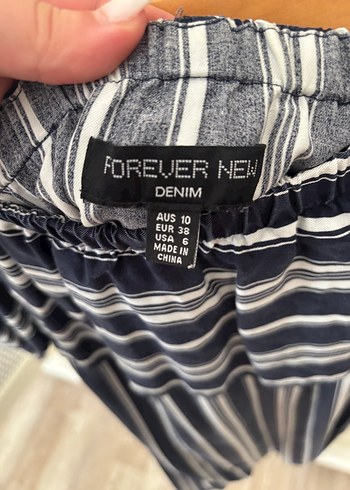 FOREVER NEW
DENIM
AUS 10
EUR 38
USA 6
MADE IN
CHINA